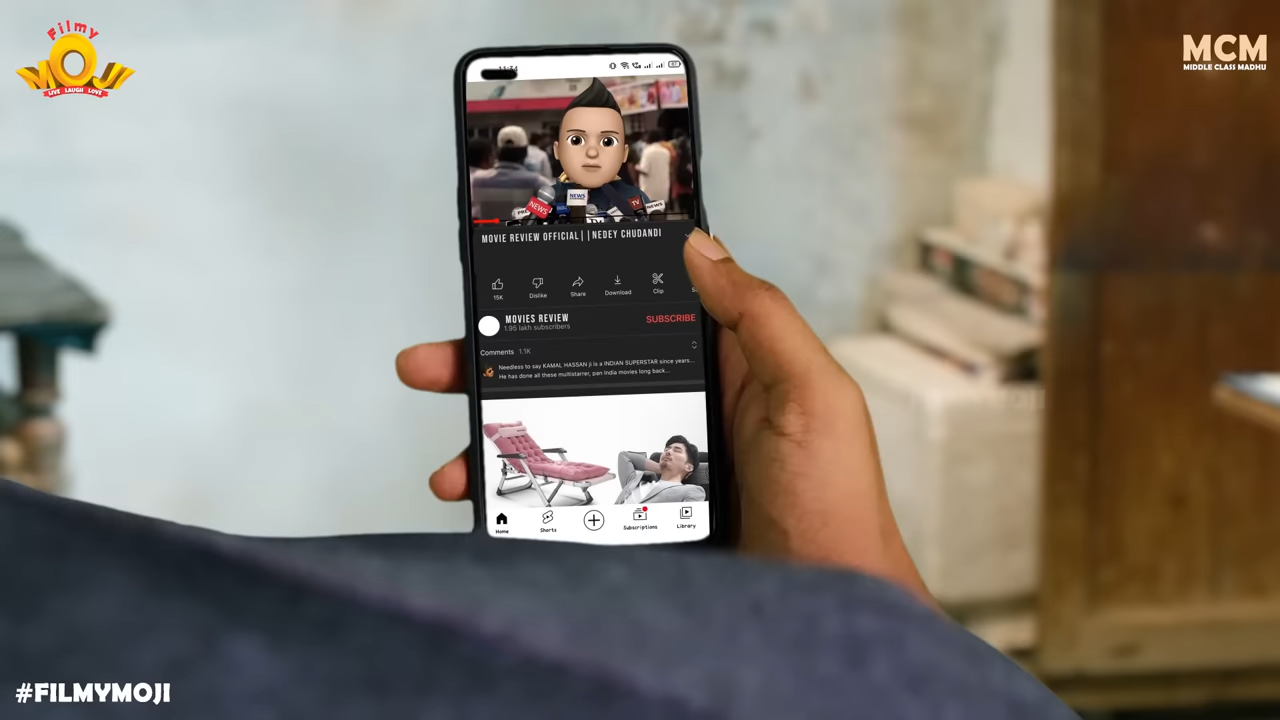 Filmy
MOJI
LIVE LAUGH LOVE
MCM
MIDDLE CLASS MADHU
NEWS
NEWS
TV
NEWS
MOVIE REVIEW OFFICIAL||NEDEY CHUDANDI
15K
Dislike
Share
Download
Clip
MOVIES REVIEW
SUBSCRIBE
1.95 lakh subscribers
Comments 1.1K
Needless to say KAMAL HASSAN ji is a INDIAN SUPERSTAR since years...
He has done all these multistarrer, pan India movies long back...
Home
Shorts
Subscriptions
Library
#FILMYMOJI